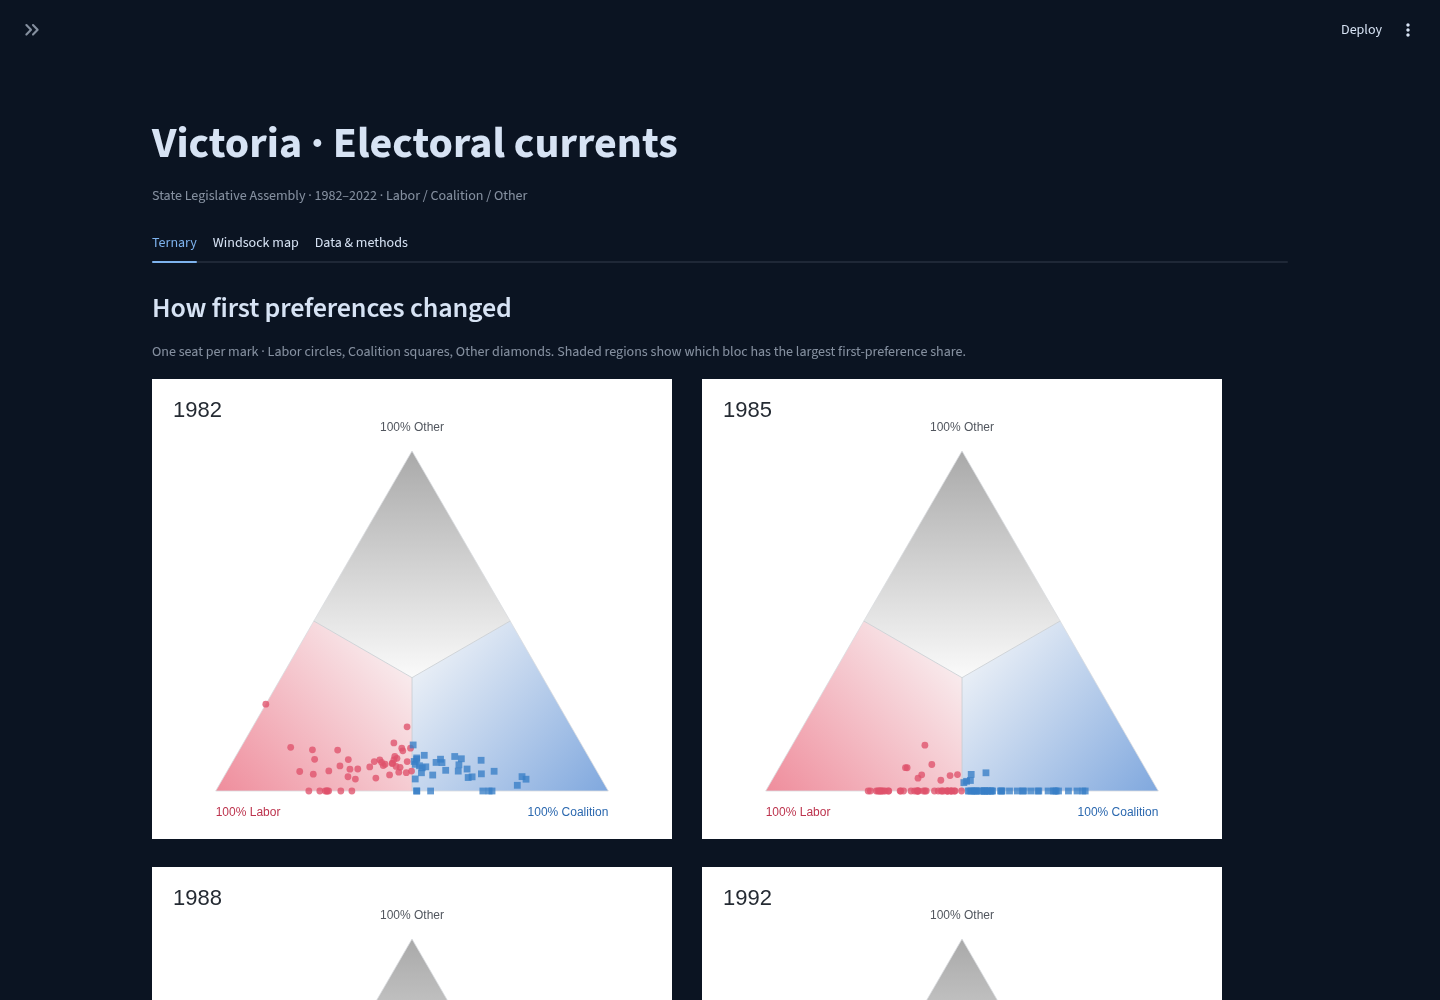 Deploy
Victoria · Electoral currents
State Legislative Assembly · 1982–2022 · Labor / Coalition / Other
Ternary
Windsock map
Data & methods
How first preferences changed
One seat per mark · Labor circles, Coalition squares, Other diamonds. Shaded regions show which bloc has the largest first-preference share.
1982
100% Other
100% Labor
100% Coalition
1985
100% Other
100% Labor
100% Coalition
1988
100% Other
1992
100% Other